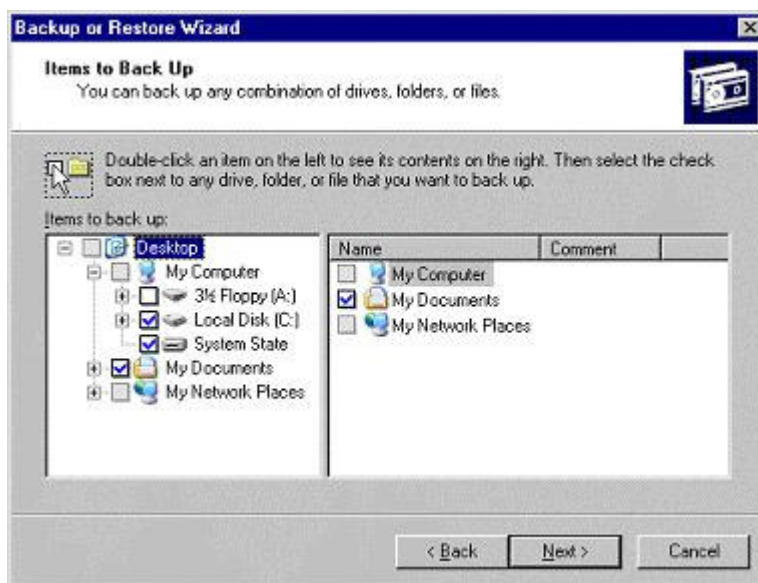 Backup or Restore Wizard
Items to Back Up
You can back up any combination of drives, folders, or files.
Double-click an item on the left to see its contents on the right. Then select the check
box next to any drive, folder, or file that you want to back up.
Items to back up:
Desktop
My Computer
3½ Floppy (A:)
Local Disk (C:)
System State
My Documents
My Network Places
Name Comment
My Computer
My Documents
My Network Places
< Back Next > Cancel